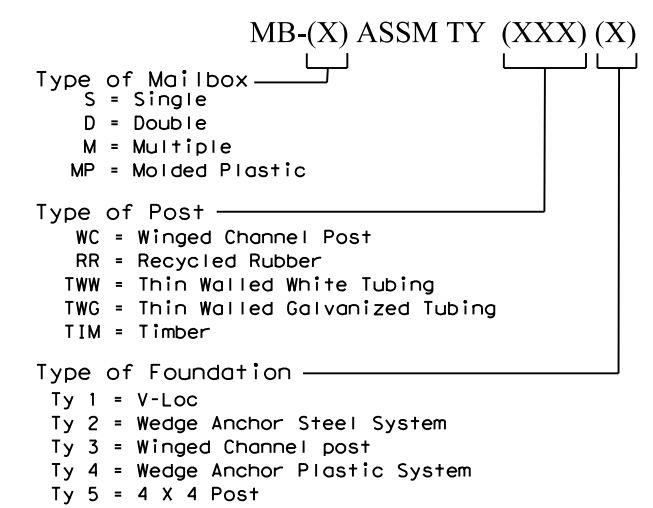 MB-(X) ASSM TY (XXX) (X)
Type of Mailbox
S = Single
D = Double
M = Multiple
MP = Molded Plastic
Type of Post
WC = Winged Channel Post
RR = Recycled Rubber
TWW = Thin Walled White Tubing
TWG = Thin Walled Galvanized Tubing
TIM = Timber
Type of Foundation
Ty 1 = V-Loc
Ty 2 = Wedge Anchor Steel System
Ty 3 = Winged Channel post
Ty 4 = Wedge Anchor Plastic System
Ty 5 = 4 X 4 Post